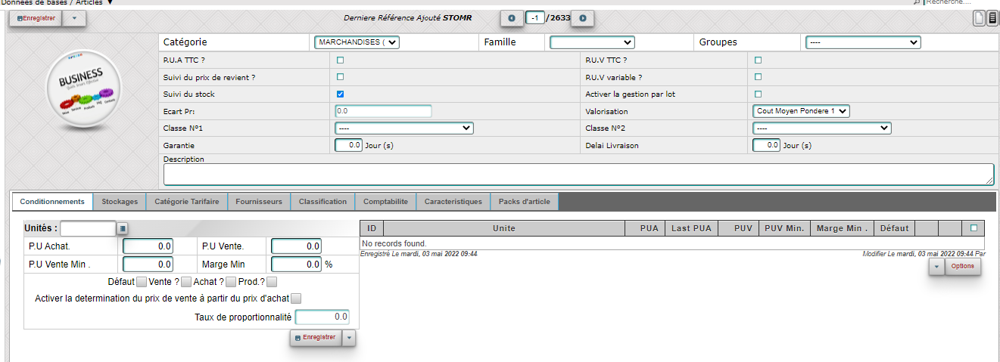 Données de bases / Articles ▼ Recherche....
Enregistrer Derniere Référence Ajouté STOMR -1 /2633
Catégorie MARCHANDISES ( Famille Groupes ----
P.U.A TTC ? P.U.V TTC ?
Suivi du prix de revient ? P.U.V variable ?
Suivi du stock Activer la gestion par lot
Ecart Pr: 0.0 Valorisation Cout Moyen Pondere 1
Classe N°1 ---- Classe N°2 ----
Garantie 0.0 Jour (s) Delai Livraison 0.0 Jour (s)
Description
BUSINESS
Conditionnements Stockages Catégorie Tarifaire Fournisseurs Classification Comptabilite Caracteristiques Packs d'article
Unités : ID Unite PUA Last PUA PUV PUV Min. Marge Min . Défaut
P.U Achat. 0.0 P.U Vente. 0.0 No records found.
Enregistré Le mardi, 03 mai 2022 09:44 Modifier Le mardi, 03 mai 2022 09:44 Par
P.U Vente Min . 0.0 Marge Min 0.0 % Options
Défaut Vente ? Achat ? Prod.?
Activer la determination du prix de vente à partir du prix d'achat
Taux de proportionnalité 0.0
Enregistrer